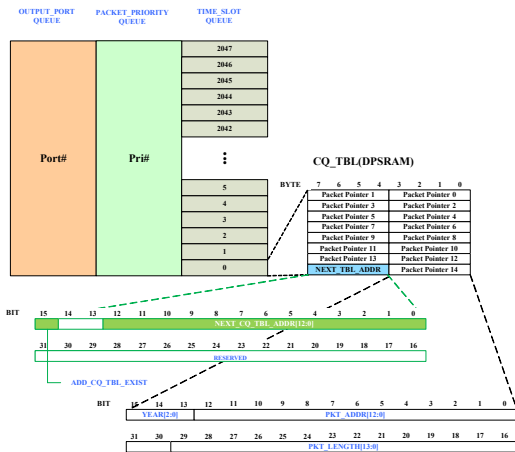 OUTPUT_PORT PACKET_PRIORITY TIME_SLOT
QUEUE QUEUE QUEUE
2047
2046
2045
2044
2043
2042
Port# Pri#
5
4
3
2
1
0
CQ_TBL(DPSRAM)
BYTE 7 6 5 4 3 2 1 0
Packet Pointer 1 Packet Pointer 0
Packet Pointer 3 Packet Pointer 2
Packet Pointer 5 Packet Pointer 4
Packet Pointer 7 Packet Pointer 6
Packet Pointer 9 Packet Pointer 8
Packet Pointer 11 Packet Pointer 10
Packet Pointer 13 Packet Pointer 12
NEXT_TBL_ADDR Packet Pointer 14
BIT 15 14 13 12 11 10 9 8 7 6 5 4 3 2 1 0
NEXT_CQ_TBL_ADDR[12:0]
31 30 29 28 27 26 25 24 23 22 21 20 19 18 17 16
RESERVED
ADD_CQ_TBL_EXIST
BIT 15 14 13 12 11 10 9 8 7 6 5 4 3 2 1 0
YEAR[2:0] PKT_ADDR[12:0]
31 30 29 28 27 26 25 24 23 22 21 20 19 18 17 16
PKT_LENGTH[13:0]